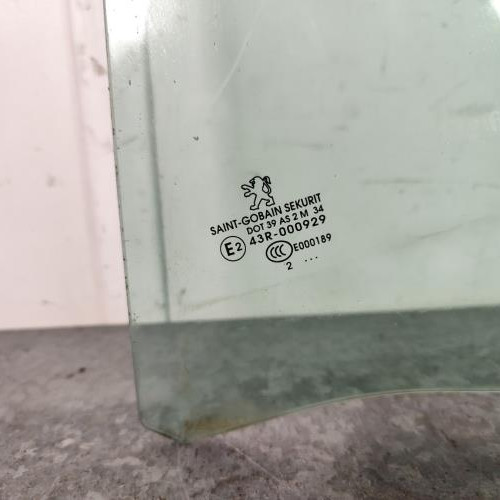 SAINT-GOBAIN SEKURIT
DOT 39 AS 2 M 34
E2 43R-000929
CCC E000189
2 ...